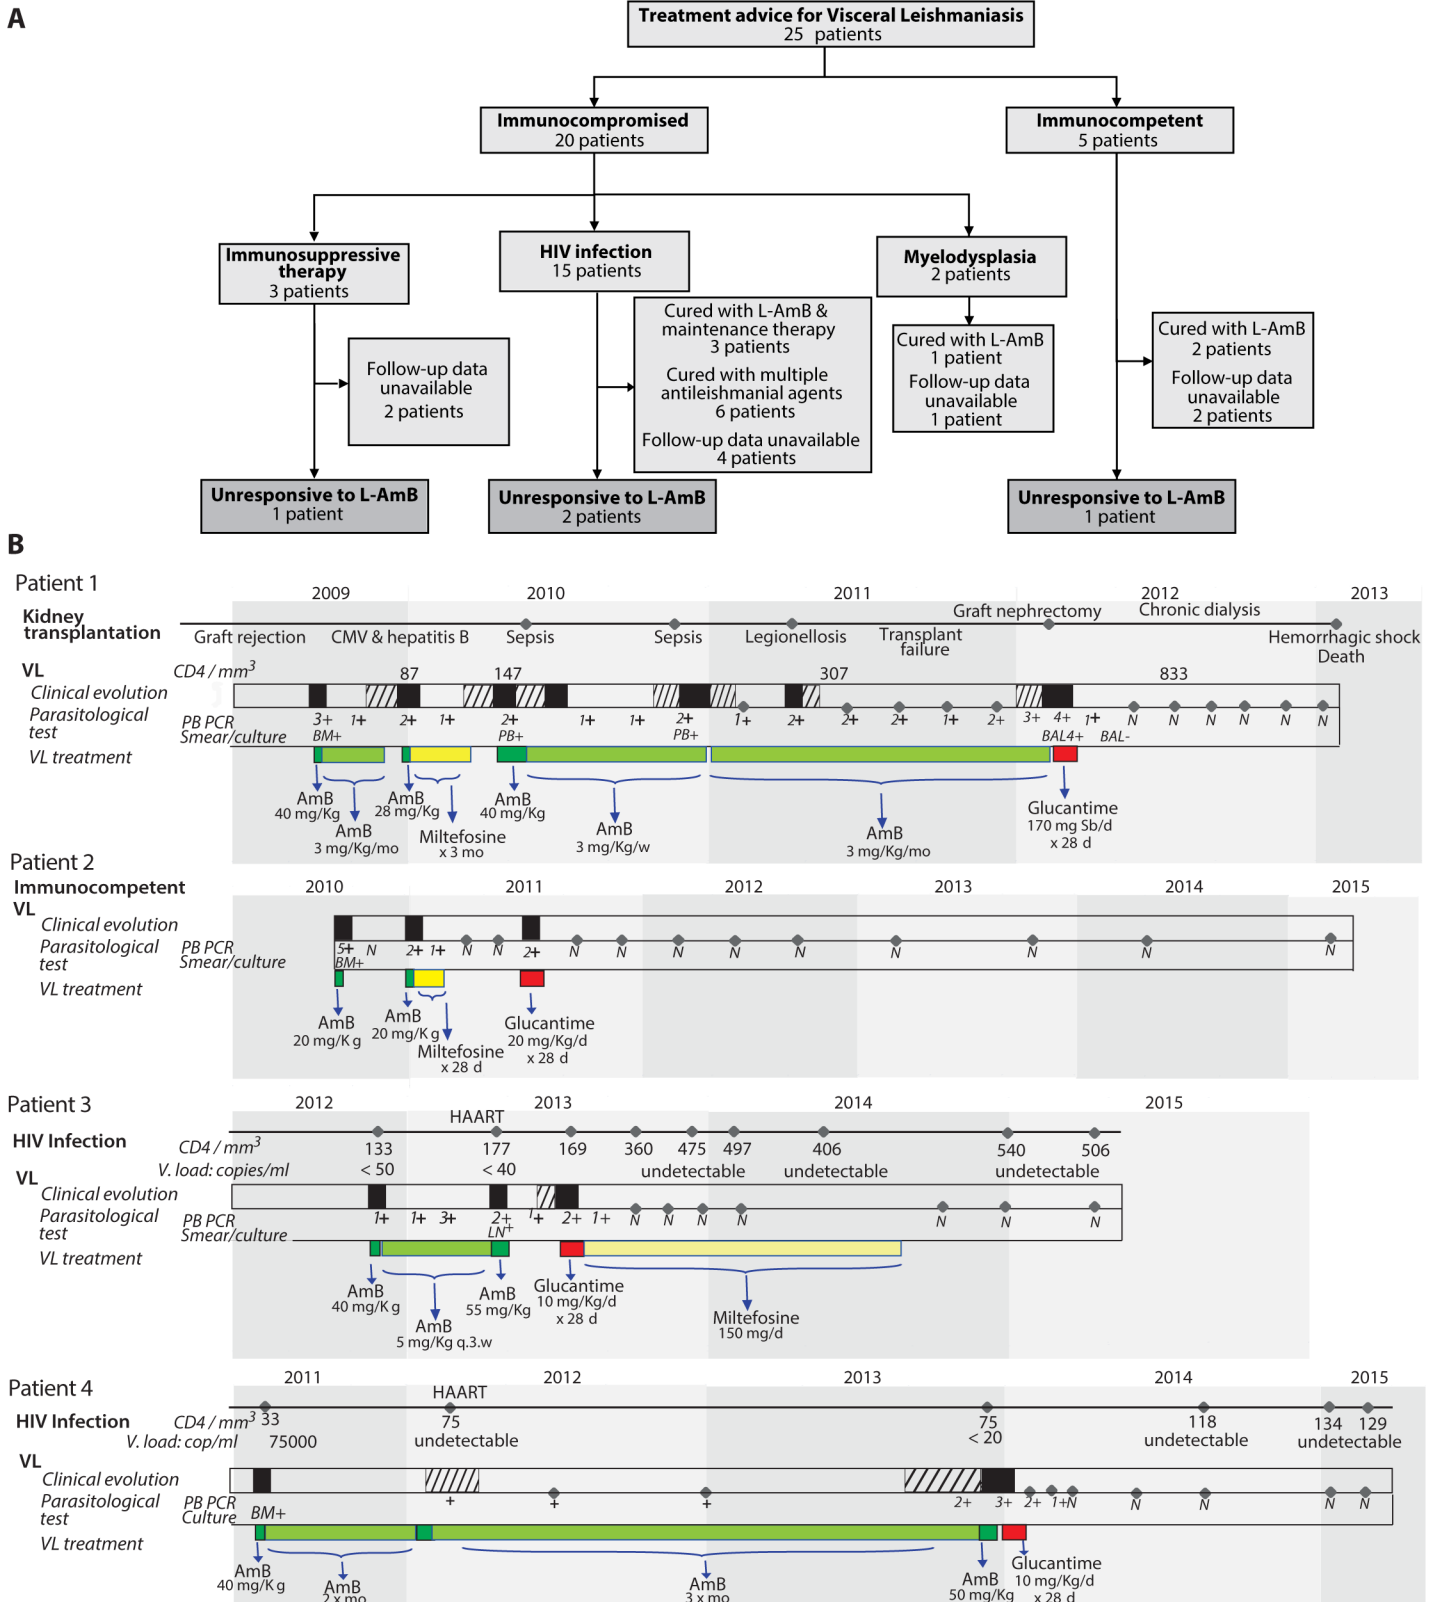 A
Treatment advice for Visceral Leishmaniasis
25 patients
Immunocompromised
20 patients
Immunocompetent
5 patients
Immunosuppressive
therapy
3 patients
HIV infection
15 patients
Myelodysplasia
2 patients
Follow-up data
unavailable
2 patients
Cured with L-AmB &
maintenance therapy
3 patients
Cured with multiple
antileishmanial agents
6 patients
Follow-up data unavailable
4 patients
Cured with L-AmB
1 patient
Follow-up data
unavailable
1 patient
Cured with L-AmB
2 patients
Follow-up data
unavailable
2 patients
Unresponsive to L-AmB
1 patient
Unresponsive to L-AmB
2 patients
Unresponsive to L-AmB
1 patient
B
Patient 1
2009 2010 2011 2012 2013
Kidney
transplantation
Graft nephrectomy Chronic dialysis
Graft rejection CMV & hepatitis B Sepsis Sepsis Legionellosis Transplant
failure
Hemorrhagic shock
Death
VL
CD4 / mm3 87 147 307 833
Clinical evolution
Parasitological
test
PB PCR 3+ 1+ 2+ 1+ 2+ 1+ 1+ 2+ 1+ 2+ 2+ 2+ 1+ 2+ 3+ 4+ 1+ N N N N N N
Smear/culture BM+ PB+ PB+ BAL4+ BAL-
VL treatment
AmB
40 mg/Kg
AmB
3 mg/Kg/mo
AmB
28 mg/Kg
Miltefosine
x 3 mo
AmB
40 mg/Kg
AmB
3 mg/Kg/w
AmB
3 mg/Kg/mo
Glucantime
170 mg Sb/d
x 28 d
Patient 2
Immunocompetent
2010 2011 2012 2013 2014 2015
VL
Clinical evolution
Parasitological
test
PB PCR 5+ N 2+ 1+ N N 2+ N N N N N N N N N
Smear/culture BM+
VL treatment
AmB
20 mg/K g
AmB
20 mg/K g
Miltefosine
x 28 d
Glucantime
20 mg/Kg/d
x 28 d
Patient 3
2012 2013 2014 2015
HAART
HIV Infection
CD4 / mm3 133 177 169 360 475 497 406 540 506
V. load: copies/ml < 50 < 40 undetectable undetectable undetectable
VL
Clinical evolution
Parasitological
test
PB PCR 1+ 1+ 3+ 2+ 1+ 2+ 1+ N N N N N N N
Smear/culture LN+
VL treatment
AmB
40 mg/K g
AmB
5 mg/Kg q.3.w
AmB
55 mg/Kg
Glucantime
10 mg/Kg/d
x 28 d
Miltefosine
150 mg/d
Patient 4
2011 2012 2013 2014 2015
HAART
HIV Infection
CD4 / mm3 33 75 75 118 134 129
V. load: cop/ml 75000 undetectable < 20 undetectable undetectable
VL
Clinical evolution
Parasitological
test
PB PCR + + + 2+ 3+ 2+ 1+ N N N N N
Culture BM+
VL treatment
AmB
40 mg/K g
AmB
2 x mo
AmB
3 x mo
AmB
50 mg/Kg
Glucantime
10 mg/Kg/d
x 28 d